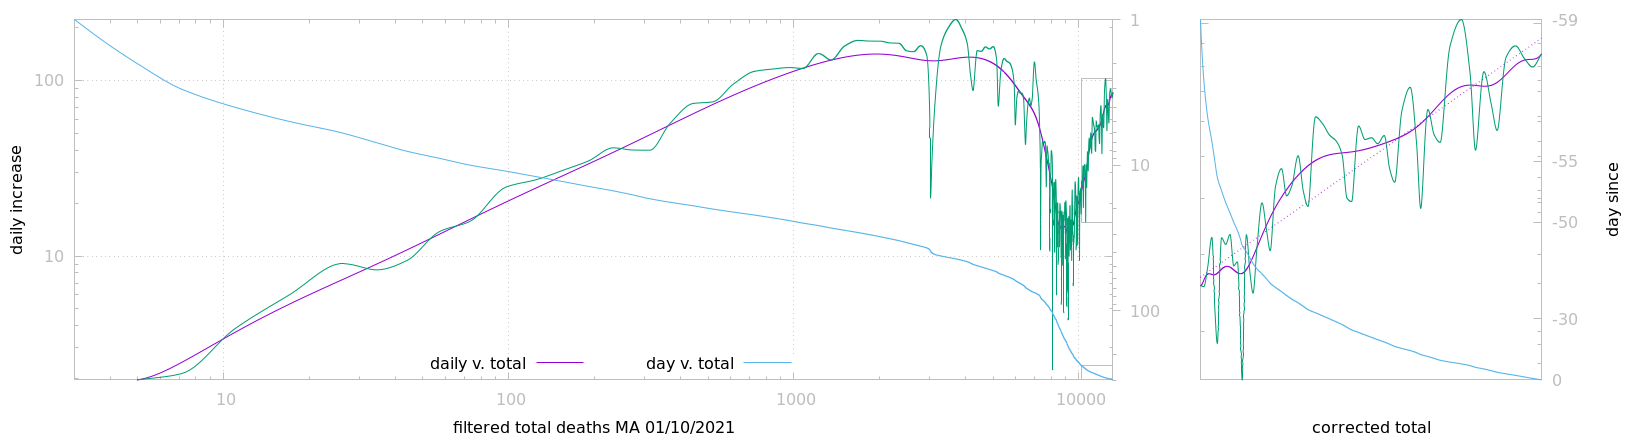 daily increase
100
10
1
10
100
daily v. total
day v. total
10
100
1000
10000
filtered total deaths MA 01/10/2021
-59
-55
-50
-30
0
day since
corrected total